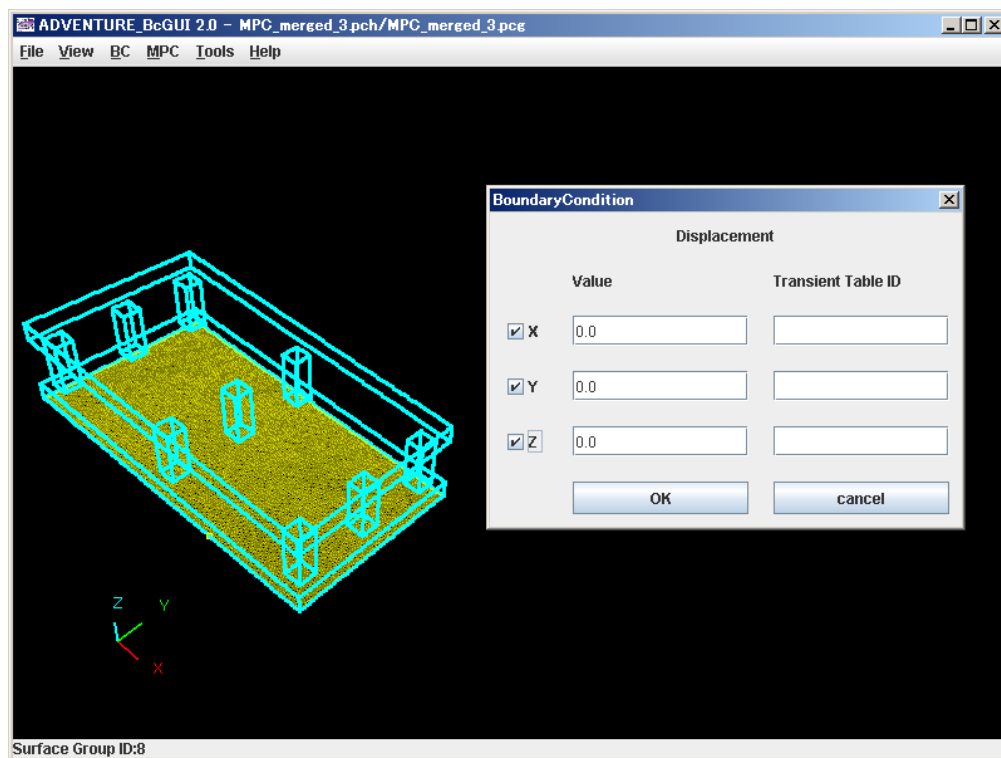 ADVENTURE_BcGUI 2.0 - MPC_merged_3.pch/MPC_merged_3.pcg
File View BC MPC Tools Help
BoundaryCondition
Displacement
Value Transient Table ID
X 0.0
Y 0.0
Z 0.0
OK cancel
Z Y
X
Surface Group ID:8